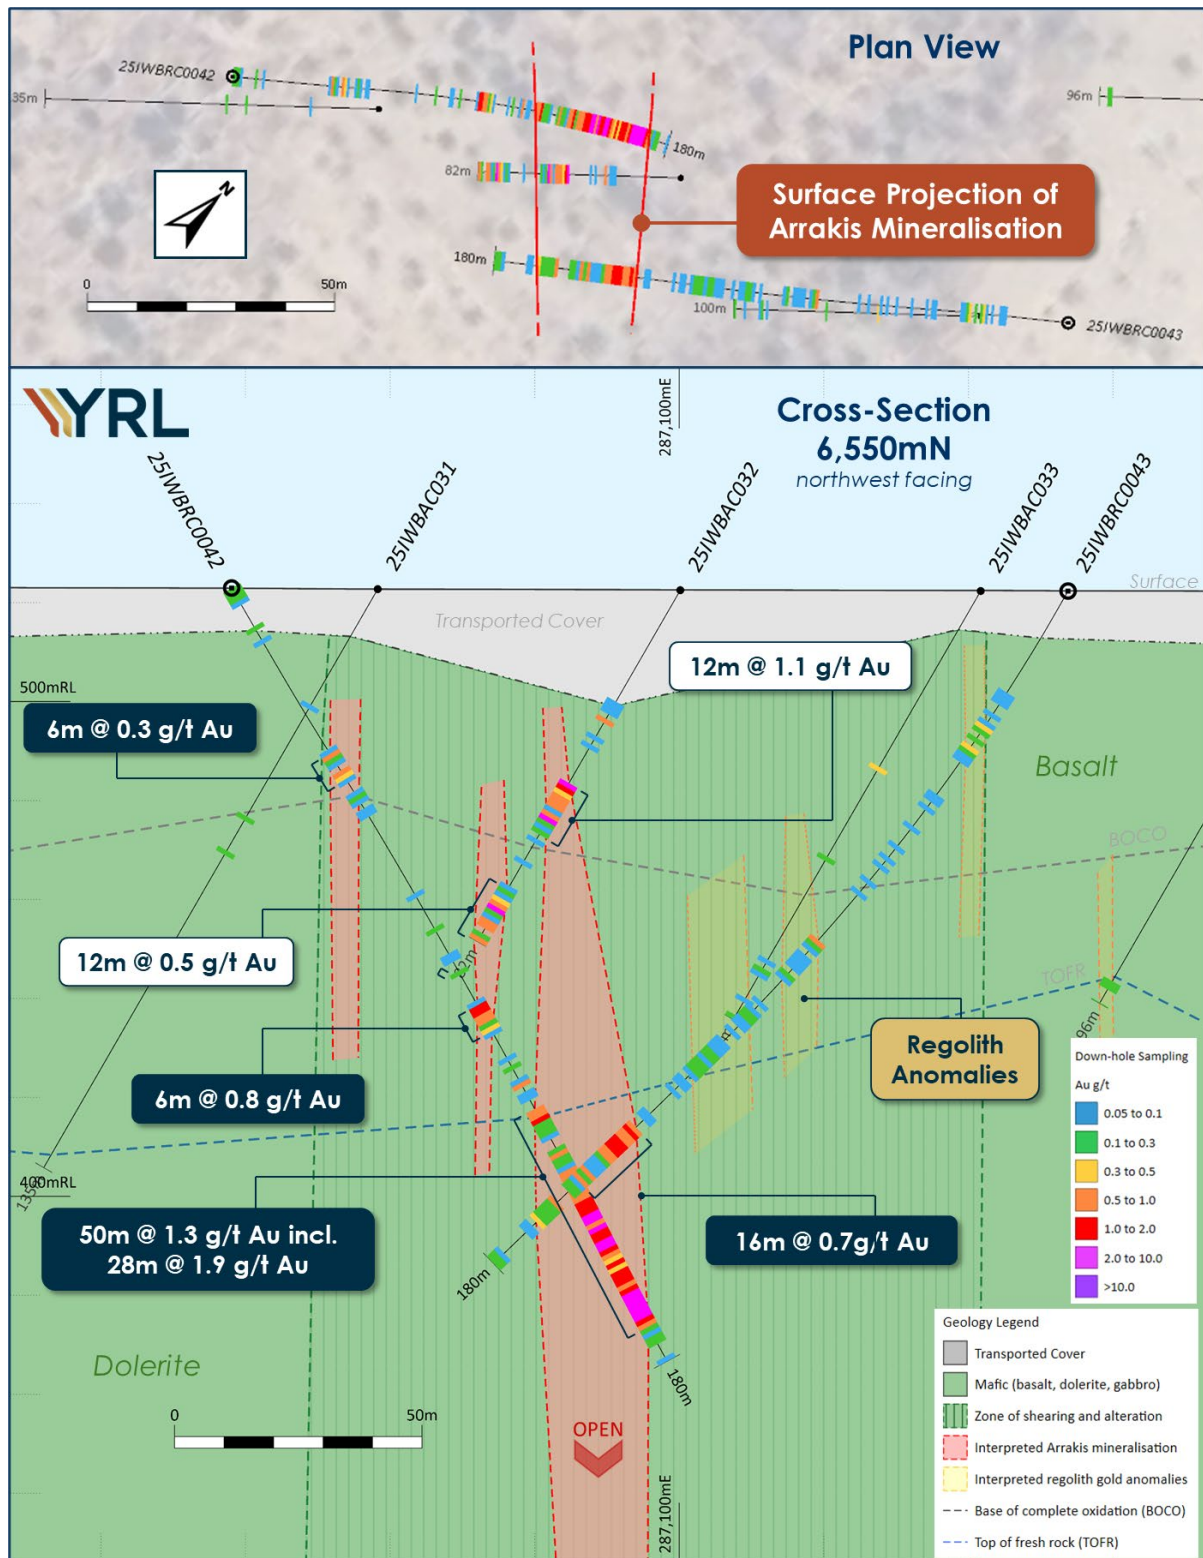 Plan View
25IWBRC0042
35m
96m
180m
82m
N
Surface Projection of
Arrakis Mineralisation
180m
100m
25IWBRC0043
0
50m
YRL
287,100mE
Cross-Section
6,550mN
northwest facing
25IWBRC0042
25IWBAC031
25IWBAC032
25IWBAC033
25IWBRC0043
Surface
Transported Cover
12m @ 1.1 g/t Au
500mRL
6m @ 0.3 g/t Au
Basalt
BOCO
12m @ 0.5 g/t Au
TOFR
96m
Regolith
Anomalies
6m @ 0.8 g/t Au
Down-hole Sampling
Au g/t
0.05 to 0.1
0.1 to 0.3
0.3 to 0.5
0.5 to 1.0
1.0 to 2.0
2.0 to 10.0
>10.0
400mRL
50m @ 1.3 g/t Au incl.
28m @ 1.9 g/t Au
16m @ 0.7g/t Au
180m
180m
Dolerite
0
50m
OPEN
287,100mE
Geology Legend
Transported Cover
Mafic (basalt, dolerite, gabbro)
Zone of shearing and alteration
Interpreted Arrakis mineralisation
Interpreted regolith gold anomalies
Base of complete oxidation (BOCO)
Top of fresh rock (TOFR)